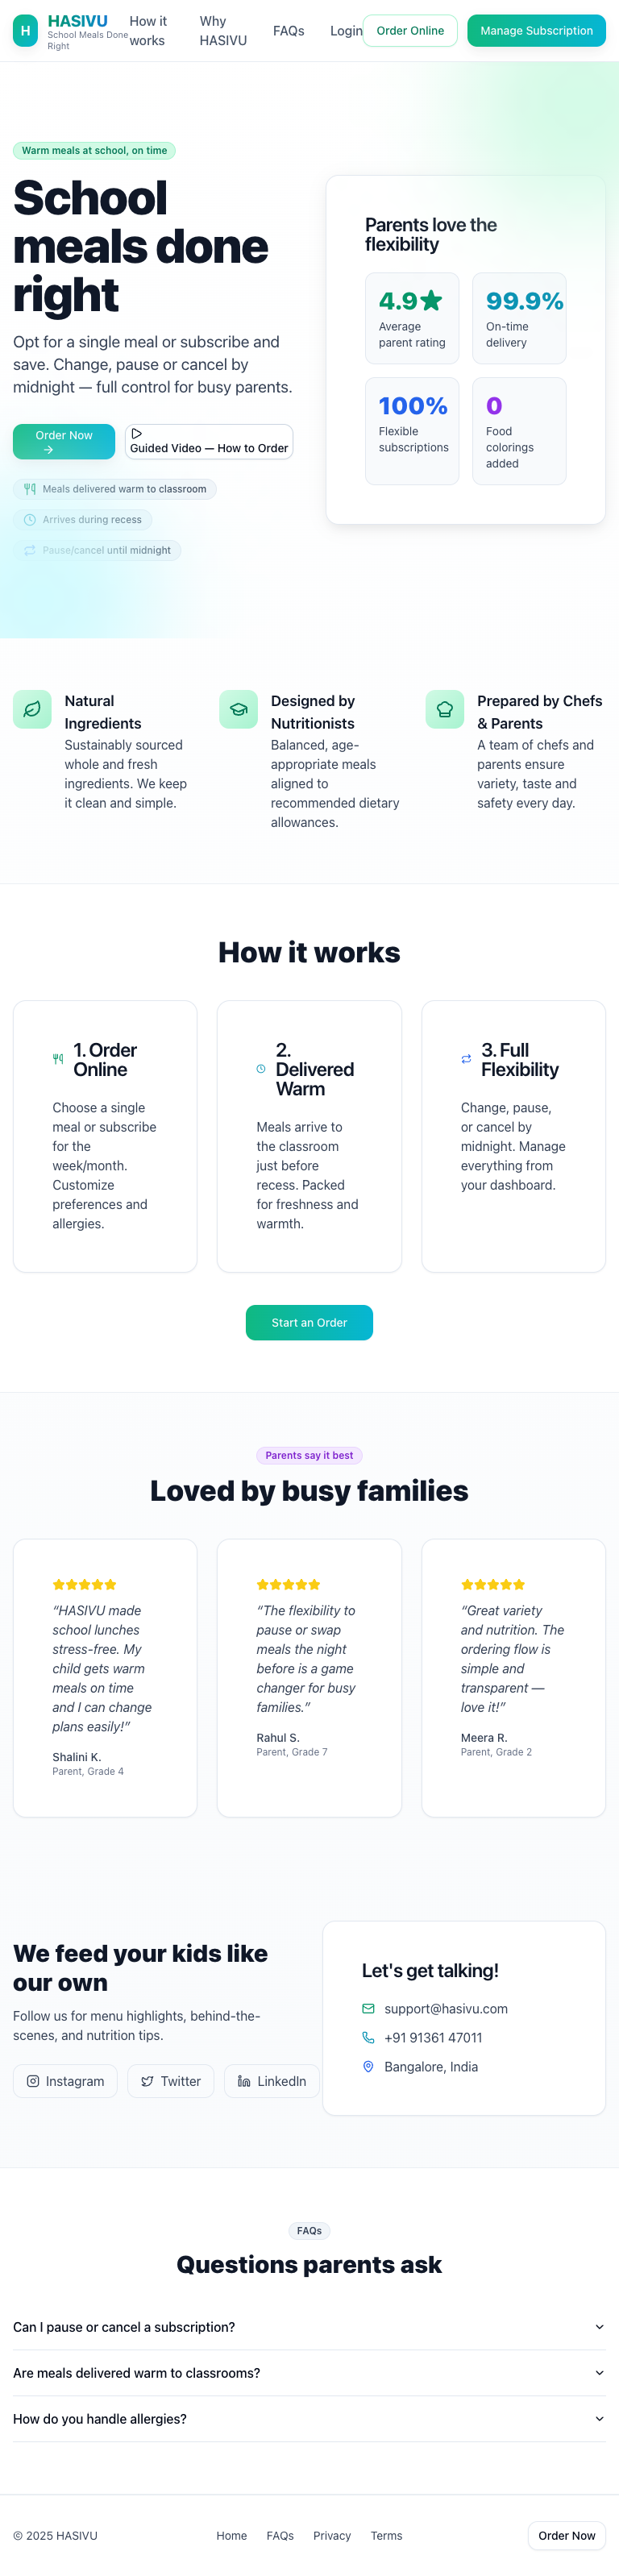 H
HASIVU
School Meals Done
Right
How it
works
Why
HASIVU
FAQs
Login
Order Online
Manage Subscription
Warm meals at school, on time
School
meals done
right
Opt for a single meal or subscribe and
save. Change, pause or cancel by
midnight — full control for busy parents.
Order Now
Guided Video — How to Order
Meals delivered warm to classroom
Arrives during recess
Pause/cancel until midnight
Parents love the
flexibility
4.9★
Average
parent rating
99.9%
On-time
delivery
100%
Flexible
subscriptions
0
Food
colorings
added
Natural
Ingredients
Sustainably sourced
whole and fresh
ingredients. We keep
it clean and simple.
Designed by
Nutritionists
Balanced, age-
appropriate meals
aligned to
recommended dietary
allowances.
Prepared by Chefs
& Parents
A team of chefs and
parents ensure
variety, taste and
safety every day.
How it works
1. Order
Online
Choose a single
meal or subscribe
for the
week/month.
Customize
preferences and
allergies.
2.
Delivered
Warm
Meals arrive to
the classroom
just before
recess. Packed
for freshness and
warmth.
3. Full
Flexibility
Change, pause,
or cancel by
midnight. Manage
everything from
your dashboard.
Start an Order
Parents say it best
Loved by busy families
“HASIVU made
school lunches
stress-free. My
child gets warm
meals on time
and I can change
plans easily!”
Shalini K.
Parent, Grade 4
“The flexibility to
pause or swap
meals the night
before is a game
changer for busy
families.”
Rahul S.
Parent, Grade 7
“Great variety
and nutrition. The
ordering flow is
simple and
transparent —
love it!”
Meera R.
Parent, Grade 2
We feed your kids like
our own
Follow us for menu highlights, behind-the-
scenes, and nutrition tips.
Instagram
Twitter
LinkedIn
Let's get talking!
support@hasivu.com
+91 91361 47011
Bangalore, India
FAQs
Questions parents ask
Can I pause or cancel a subscription?
Are meals delivered warm to classrooms?
How do you handle allergies?
© 2025 HASIVU
Home
FAQs
Privacy
Terms
Order Now